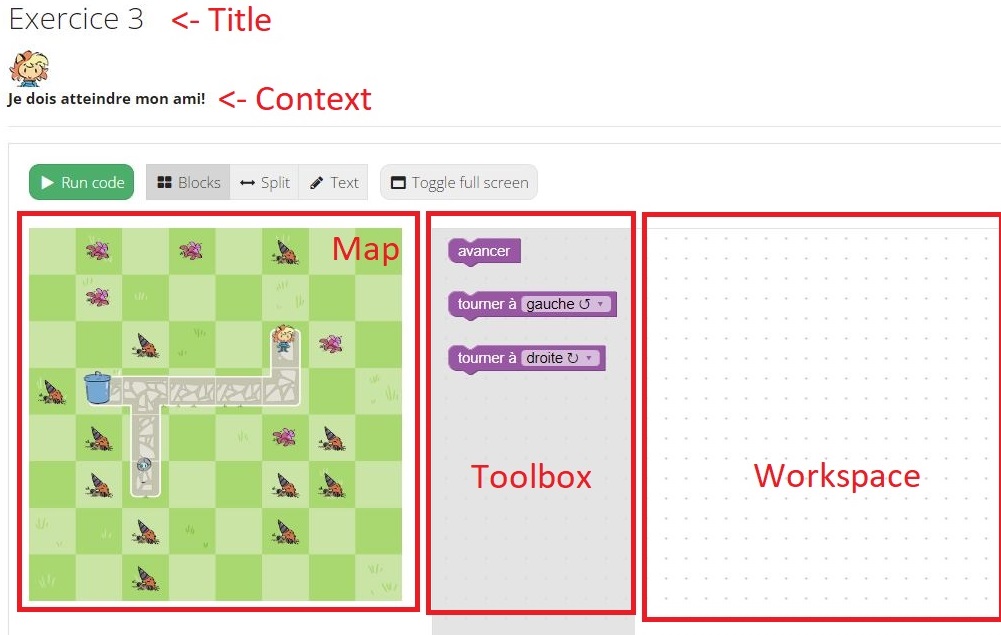 Exercice 3 <- Title
Je dois atteindre mon ami! <- Context
Run code Blocks Split Text Toggle full screen
Map
avancer
tourner à gauche ↺
tourner à droite ↻
Toolbox
Workspace